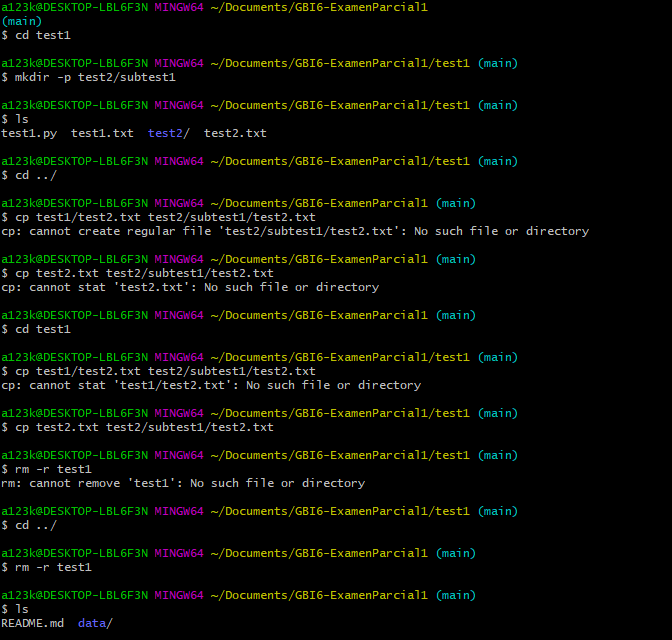 a123k@DESKTOP-LBL6F3N MINGW64 ~/Documents/GBI6-ExamenParcial1
(main)
$ cd test1
a123k@DESKTOP-LBL6F3N MINGW64 ~/Documents/GBI6-ExamenParcial1/test1 (main)
$ mkdir -p test2/subtest1
a123k@DESKTOP-LBL6F3N MINGW64 ~/Documents/GBI6-ExamenParcial1/test1 (main)
$ ls
test1.py  test1.txt  test2/  test2.txt
a123k@DESKTOP-LBL6F3N MINGW64 ~/Documents/GBI6-ExamenParcial1/test1 (main)
$ cd ../
a123k@DESKTOP-LBL6F3N MINGW64 ~/Documents/GBI6-ExamenParcial1 (main)
$ cp test1/test2.txt test2/subtest1/test2.txt
cp: cannot create regular file 'test2/subtest1/test2.txt': No such file or directory
a123k@DESKTOP-LBL6F3N MINGW64 ~/Documents/GBI6-ExamenParcial1 (main)
$ cp test2.txt test2/subtest1/test2.txt
cp: cannot stat 'test2.txt': No such file or directory
a123k@DESKTOP-LBL6F3N MINGW64 ~/Documents/GBI6-ExamenParcial1 (main)
$ cd test1
a123k@DESKTOP-LBL6F3N MINGW64 ~/Documents/GBI6-ExamenParcial1/test1 (main)
$ cp test1/test2.txt test2/subtest1/test2.txt
cp: cannot stat 'test1/test2.txt': No such file or directory
a123k@DESKTOP-LBL6F3N MINGW64 ~/Documents/GBI6-ExamenParcial1/test1 (main)
$ cp test2.txt test2/subtest1/test2.txt
a123k@DESKTOP-LBL6F3N MINGW64 ~/Documents/GBI6-ExamenParcial1/test1 (main)
$ rm -r test1
rm: cannot remove 'test1': No such file or directory
a123k@DESKTOP-LBL6F3N MINGW64 ~/Documents/GBI6-ExamenParcial1/test1 (main)
$ cd ../
a123k@DESKTOP-LBL6F3N MINGW64 ~/Documents/GBI6-ExamenParcial1 (main)
$ rm -r test1
a123k@DESKTOP-LBL6F3N MINGW64 ~/Documents/GBI6-ExamenParcial1 (main)
$ ls
README.md  data/